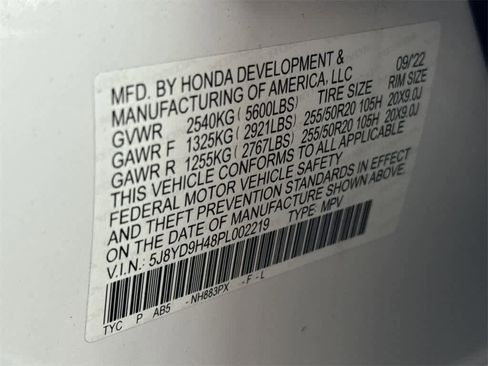 MFD. BY HONDA DEVELOPMENT & 09/'22
MANUFACTURING OF AMERICA, LLC
TIRE SIZE RIM SIZE
GVWR 2540KG ( 5600LBS)
GAWR F 1325KG ( 2921LBS) 255/50R20 105H 20X9.0J
GAWR R 1255KG ( 2767LBS) 255/50R20 105H 20X9.0J
THIS VEHICLE CONFORMS TO ALL APPLICABLE
FEDERAL MOTOR VEHICLE SAFETY
AND THEFT PREVENTION STANDARDS IN EFFECT
ON THE DATE OF MANUFACTURE SHOWN ABOVE.
V.I.N.: 5J8YD9H48PL002219 TYPE: MPV
TYC P AB5 -NH883PX -F -L